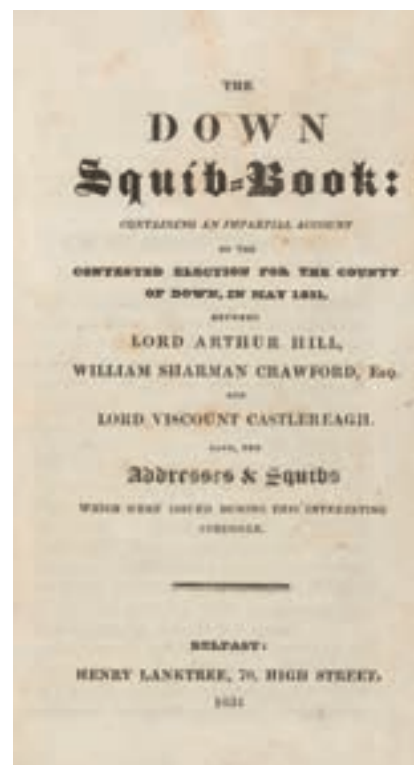 THE
DOWN
Squib-Book:
CONTAINING AN IMPARTIAL ACCOUNT
OF THE
CONTESTED ELECTION FOR THE COUNTY
OF DOWN, IN MAY 1831,
BETWEEN
LORD ARTHUR HILL,
WILLIAM SHARMAN CRAWFORD, Esq.
AND
LORD VISCOUNT CASTLEREAGH.
ALSO, THE
Addresses & Squibs
WHICH WERE ISSUED DURING THIS INTERESTING
STRUGGLE.
BELFAST:
HENRY LANKTREE, 70, HIGH STREET,
1831